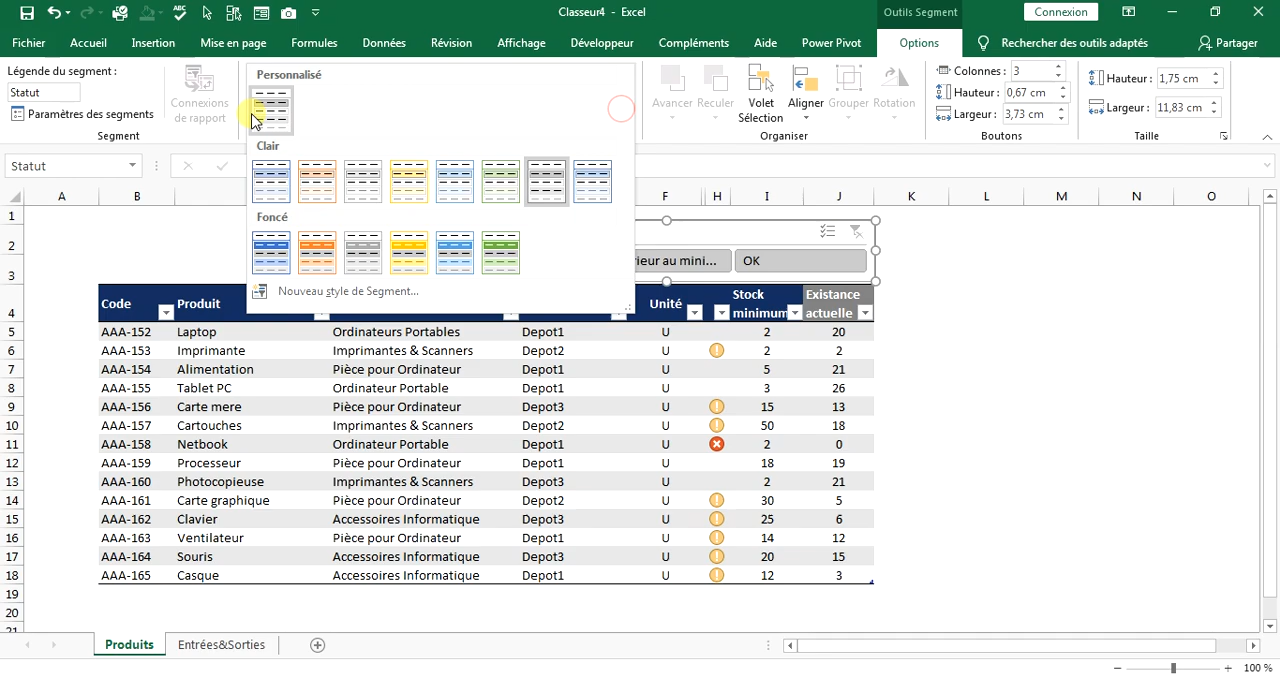 Classeur4 - Excel
Outils Segment
Connexion
Fichier Accueil Insertion Mise en page Formules Données Révision Affichage Développeur Compléments Aide Power Pivot Options Rechercher des outils adaptés Partager
Légende du segment :
Statut
Paramètres des segments
Segment
Connexions
de rapport
Personnalisé
Clair
Foncé
Nouveau style de Segment...
Avancer Reculer Volet Sélection Aligner Grouper Rotation
Organiser
Colonnes : 3
Hauteur : 0,67 cm
Largeur : 3,73 cm
Boutons
Hauteur : 1,75 cm
Largeur : 11,83 cm
Taille
Statut
A B F H I J K L M N O
1
2
3 rieur au mini... OK
4 Code Produit Unité Stock minimum Existance actuelle
5 AAA-152 Laptop Ordinateurs Portables Depot1 U 2 20
6 AAA-153 Imprimante Imprimantes & Scanners Depot2 U 2 2
7 AAA-154 Alimentation Pièce pour Ordinateur Depot1 U 5 21
8 AAA-155 Tablet PC Ordinateur Portable Depot1 U 3 26
9 AAA-156 Carte mere Pièce pour Ordinateur Depot3 U 15 13
10 AAA-157 Cartouches Imprimantes & Scanners Depot2 U 50 18
11 AAA-158 Netbook Ordinateur Portable Depot1 U 2 0
12 AAA-159 Processeur Pièce pour Ordinateur Depot1 U 18 19
13 AAA-160 Photocopieuse Imprimantes & Scanners Depot3 U 2 21
14 AAA-161 Carte graphique Pièce pour Ordinateur Depot2 U 30 5
15 AAA-162 Clavier Accessoires Informatique Depot3 U 25 6
16 AAA-163 Ventilateur Pièce pour Ordinateur Depot1 U 14 12
17 AAA-164 Souris Accessoires Informatique Depot3 U 20 15
18 AAA-165 Casque Accessoires Informatique Depot1 U 12 3
19
20
21
Produits Entrées&Sorties
100 %